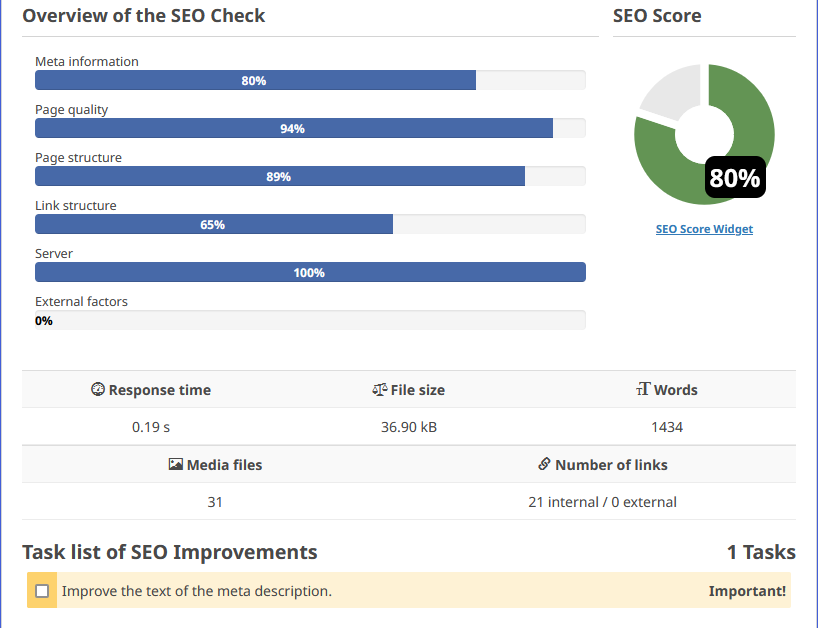 Overview of the SEO Check
SEO Score
Meta information
80%
Page quality
94%
Page structure
89%
Link structure
65%
Server
100%
External factors
0%
80%
SEO Score Widget
Response time
File size
Words
0.19 s
36.90 kB
1434
Media files
Number of links
31
21 internal / 0 external
Task list of SEO Improvements
1 Tasks
Improve the text of the meta description.
Important!